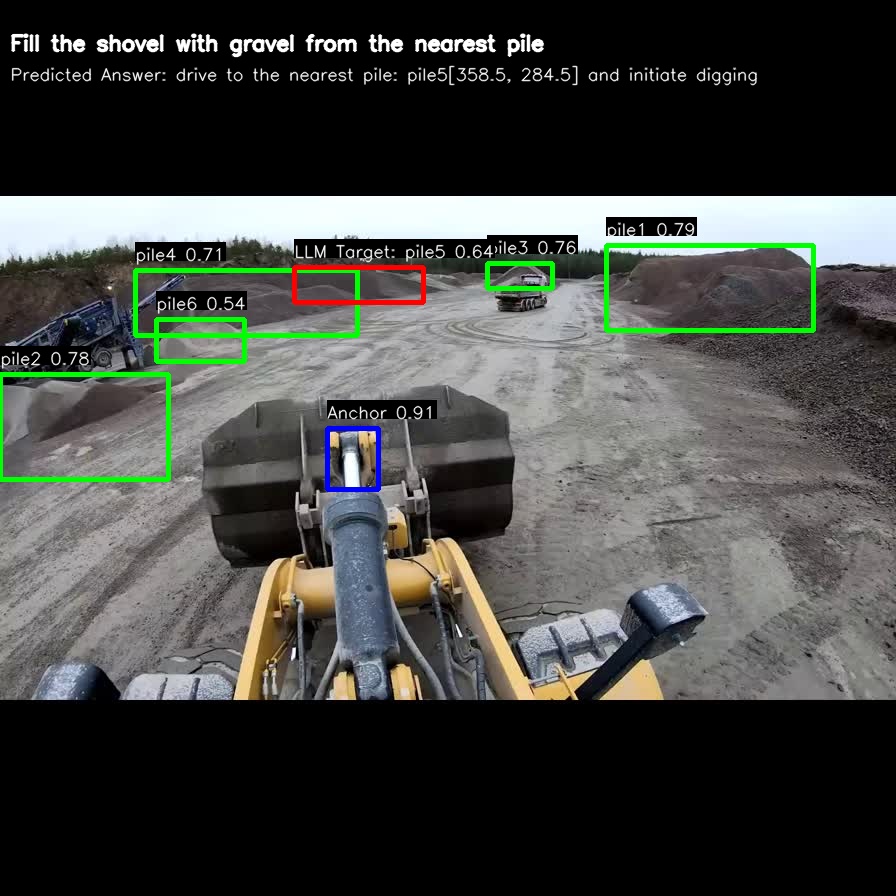 Fill the shovel with gravel from the nearest pile
Predicted Answer: drive to the nearest pile: pile5[358.5, 284.5] and initiate digging
pile1 0.79
pile4 0.71
LLM Target: pile5 0.64
pile3 0.76
pile6 0.54
pile2 0.78
Anchor 0.91